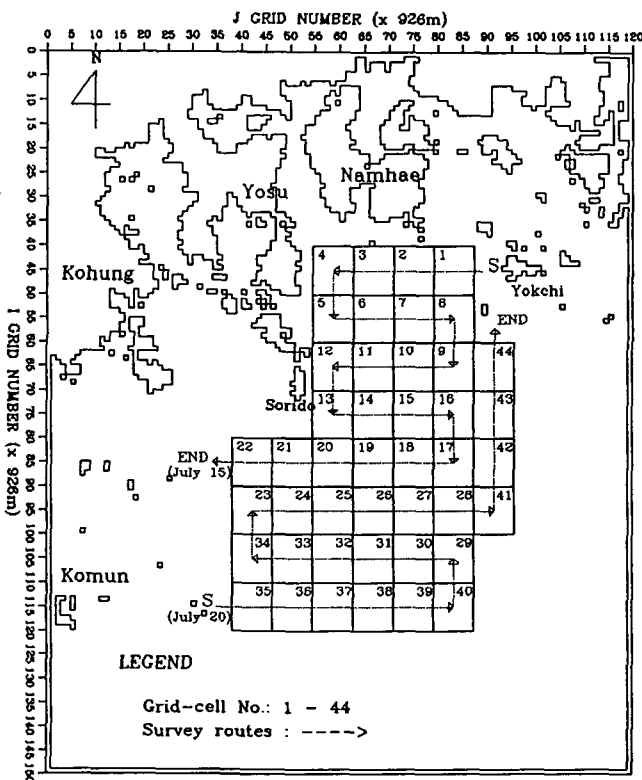 J GRID NUMBER (x 926m)
0 5 10 15 20 25 30 35 40 45 50 55 60 65 70 75 80 85 90 95 100 105 110 115 120
I GRID NUMBER (x 926m)
0 5 10 15 20 25 30 35 40 45 50 55 60 65 70 75 80 85 90 95 100 105 110 115 120 125 130 135 140 145 150
N
Namhae
Yosu
Kohung
4 3 2 1
S
Yokchi
5 6 7 8
END
12 11 10 9 44
13 14 15 16 43
Sorido
22 21 20 19 18 17 42
END
(July 15)
23 24 25 26 27 28 41
34 33 32 31 30 29
Komun
35 36 37 38 39 40
S
(July 20)
LEGEND
Grid-cell No.: 1 - 44
Survey routes : ---->